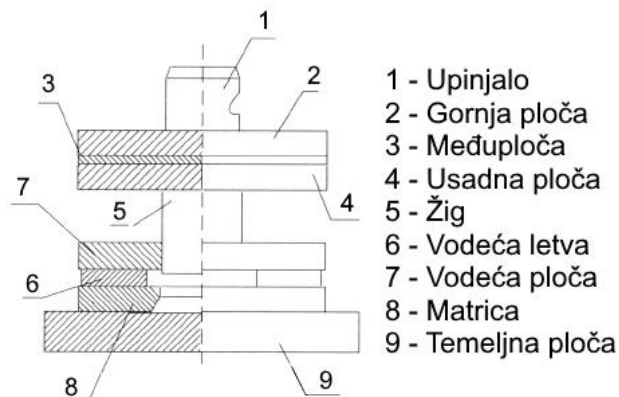 1
2
3
4
5
6
7
8
9
1 - Upinjalo
2 - Gornja ploča
3 - Međuploča
4 - Usadna ploča
5 - Žig
6 - Vodeća letva
7 - Vodeća ploča
8 - Matrica
9 - Temeljna ploča